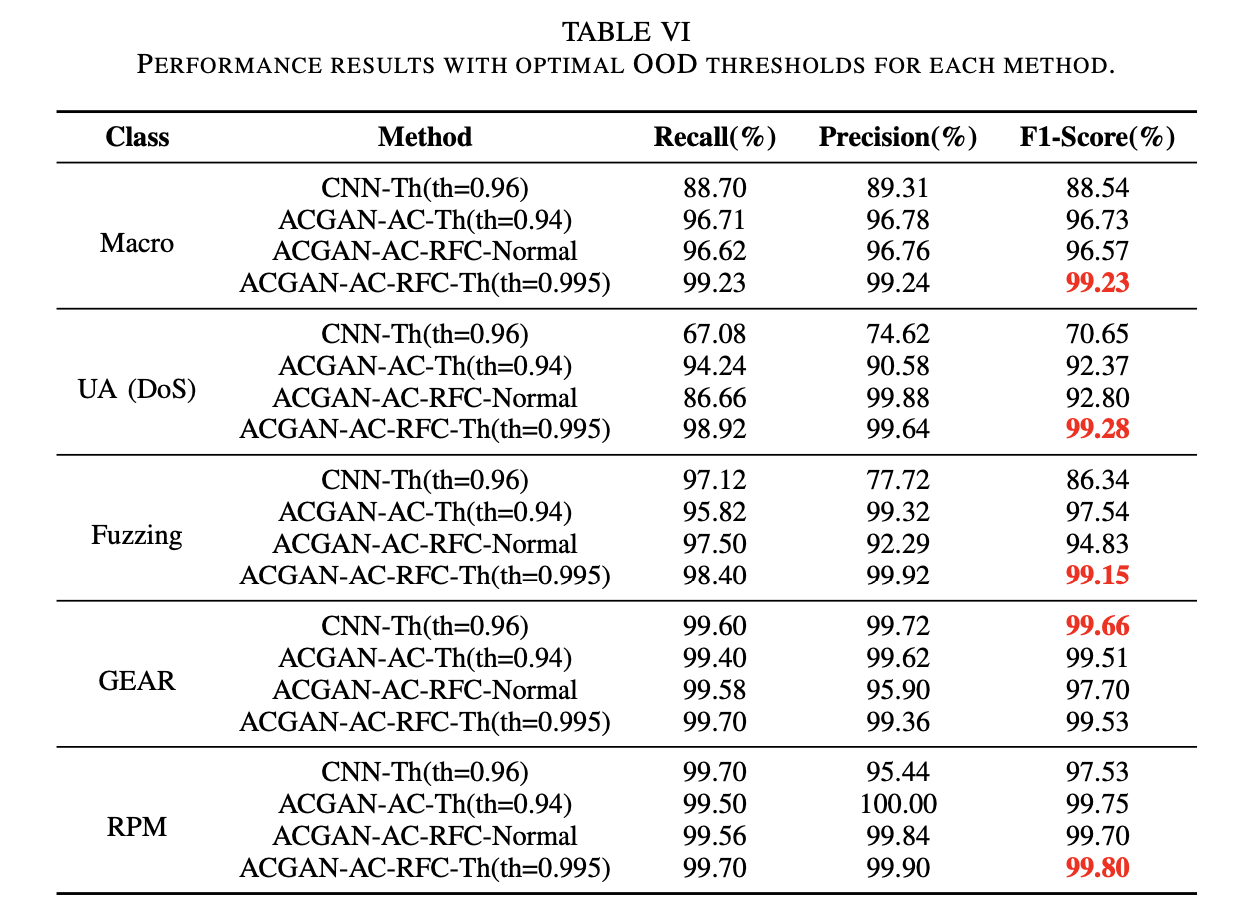 TABLE VI
PERFORMANCE RESULTS WITH OPTIMAL OOD THRESHOLDS FOR EACH METHOD.
Class Method Recall(%) Precision(%) F1-Score(%)
Macro
CNN-Th(th=0.96) 88.70 89.31 88.54
ACGAN-AC-Th(th=0.94) 96.71 96.78 96.73
ACGAN-AC-RFC-Normal 96.62 96.76 96.57
ACGAN-AC-RFC-Th(th=0.995) 99.23 99.24 99.23
UA (DoS)
CNN-Th(th=0.96) 67.08 74.62 70.65
ACGAN-AC-Th(th=0.94) 94.24 90.58 92.37
ACGAN-AC-RFC-Normal 86.66 99.88 92.80
ACGAN-AC-RFC-Th(th=0.995) 98.92 99.64 99.28
Fuzzing
CNN-Th(th=0.96) 97.12 77.72 86.34
ACGAN-AC-Th(th=0.94) 95.82 99.32 97.54
ACGAN-AC-RFC-Normal 97.50 92.29 94.83
ACGAN-AC-RFC-Th(th=0.995) 98.40 99.92 99.15
GEAR
CNN-Th(th=0.96) 99.60 99.72 99.66
ACGAN-AC-Th(th=0.94) 99.40 99.62 99.51
ACGAN-AC-RFC-Normal 99.58 95.90 97.70
ACGAN-AC-RFC-Th(th=0.995) 99.70 99.36 99.53
RPM
CNN-Th(th=0.96) 99.70 95.44 97.53
ACGAN-AC-Th(th=0.94) 99.50 100.00 99.75
ACGAN-AC-RFC-Normal 99.56 99.84 99.70
ACGAN-AC-RFC-Th(th=0.995) 99.70 99.90 99.80